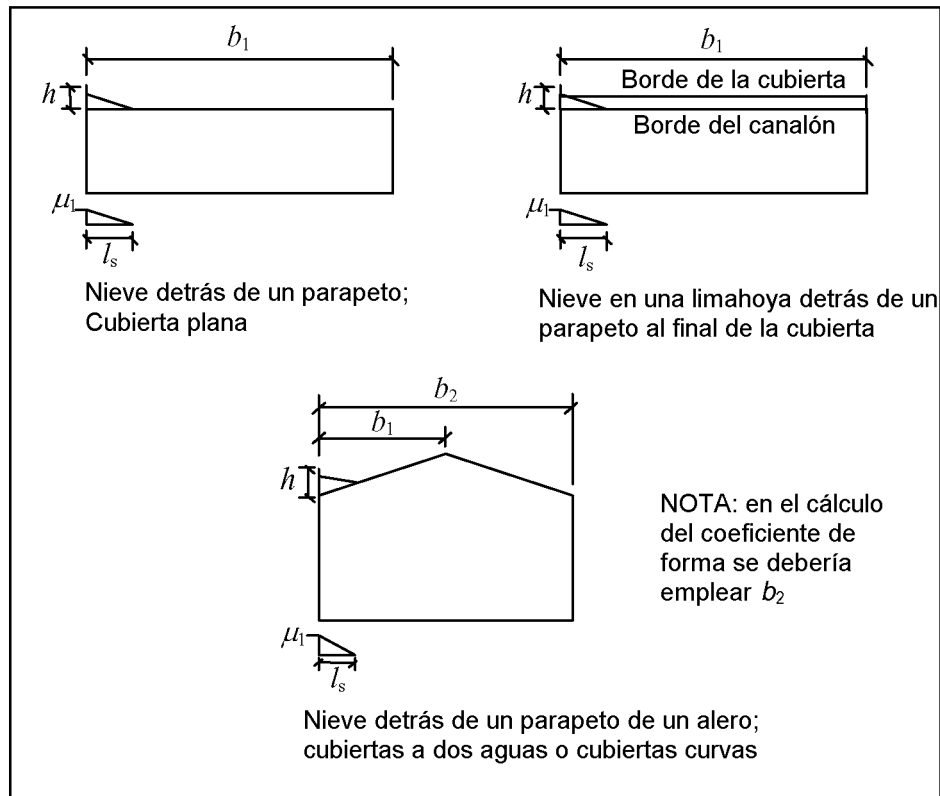 b₁
h
μ₁
lₛ
Nieve detrás de un parapeto;
Cubierta plana
b₁
Borde de la cubierta
h
Borde del canalón
μ₁
lₛ
Nieve en una limahoya detrás de un
parapeto al final de la cubierta
b₂
b₁
h
μ₁
lₛ
NOTA: en el cálculo
del coeficiente de
forma se debería
emplear b₂
Nieve detrás de un parapeto de un alero;
cubiertas a dos aguas o cubiertas curvas